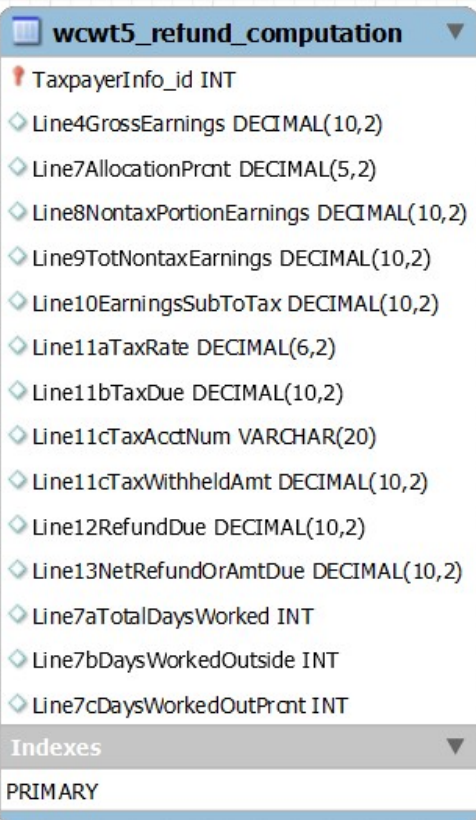 wcwt5_refund_computation
TaxpayerInfo_id INT
Line4GrossEarnings DECIMAL(10,2)
Line7AllocationPrcnt DECIMAL(5,2)
Line8NontaxPortionEarnings DECIMAL(10,2)
Line9TotNontaxEarnings DECIMAL(10,2)
Line10EarningsSubToTax DECIMAL(10,2)
Line11aTaxRate DECIMAL(6,2)
Line11bTaxDue DECIMAL(10,2)
Line11cTaxAcctNum VARCHAR(20)
Line11cTaxWithheldAmt DECIMAL(10,2)
Line12RefundDue DECIMAL(10,2)
Line13NetRefundOrAmtDue DECIMAL(10,2)
Line7aTotalDaysWorked INT
Line7bDaysWorkedOutside INT
Line7cDaysWorkedOutPrcnt INT
Indexes
PRIMARY